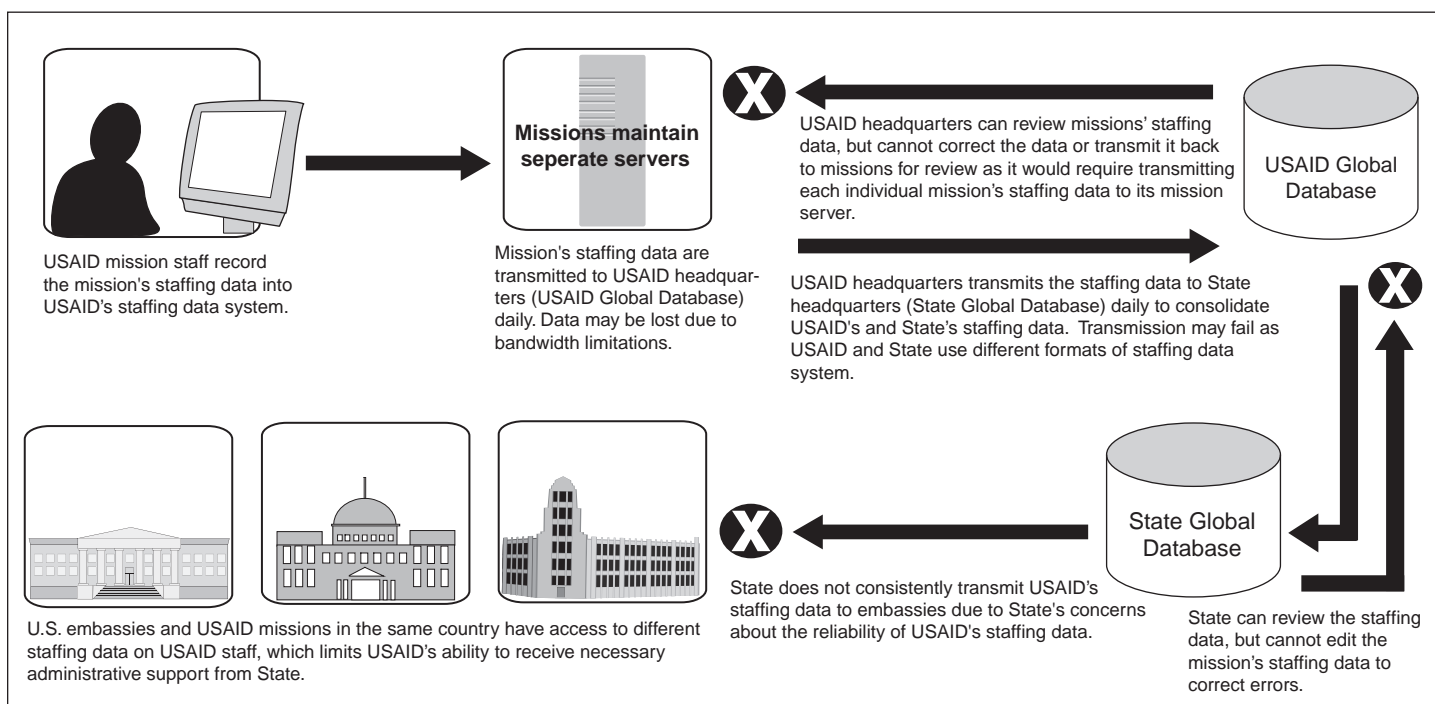 Missions maintain
seperate servers
X
USAID headquarters can review missions' staffing
data, but cannot correct the data or transmit it back
to missions for review as it would require transmitting
each individual mission's staffing data to its mission
server.
USAID Global
Database
USAID mission staff record
the mission's staffing data into
USAID's staffing data system.
Mission's staffing data are
transmitted to USAID headquar-
ters (USAID Global Database)
daily. Data may be lost due to
bandwidth limitations.
USAID headquarters transmits the staffing data to State
headquarters (State Global Database) daily to consolidate
USAID's and State's staffing data.  Transmission may fail as
USAID and State use different formats of staffing data
system.
X
State Global
Database
X
State does not consistently transmit USAID's
staffing data to embassies due to State's concerns
about the reliability of USAID's staffing data.
State can review the staffing
data, but cannot edit the
mission's staffing data to
correct errors.
U.S. embassies and USAID missions in the same country have access to different
staffing data on USAID staff, which limits USAID's ability to receive necessary
administrative support from State.